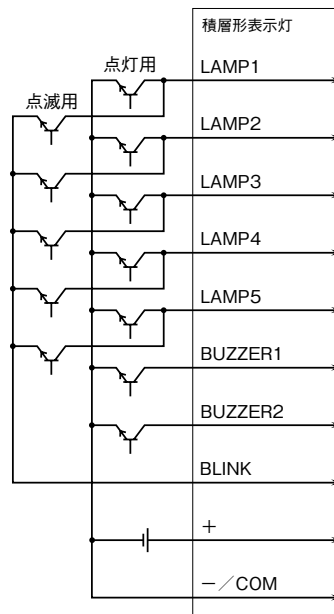 積層形表示灯
点灯用
LAMP1
点滅用
LAMP2
LAMP3
LAMP4
LAMP5
BUZZER1
BUZZER2
BLINK
＋
－／COM